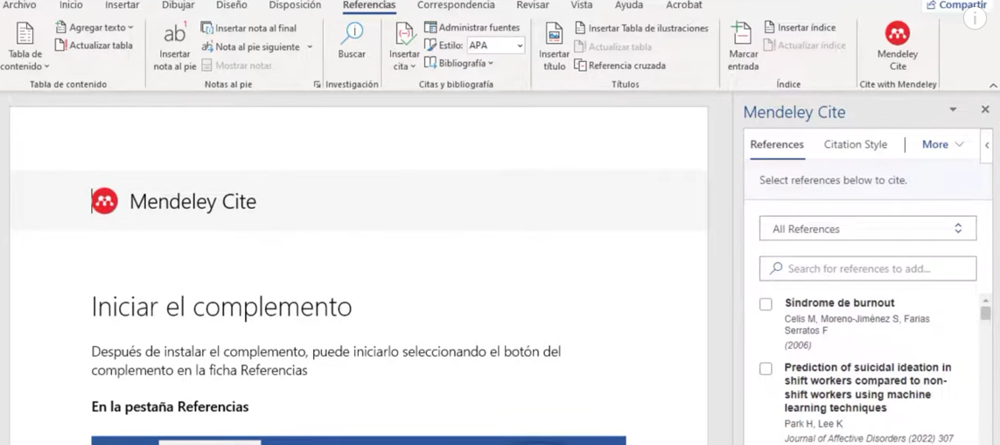 Archivo Inicio Insertar Dibujar Diseño Disposición Referencias Correspondencia Revisar Vista Ayuda Acrobat Compartir
Tabla de contenido
Agregar texto
Actualizar tabla
Tabla de contenido
ab
Insertar nota al pie
Insertar nota al final
Nota al pie siguiente
Mostrar notas
Notas al pie
Buscar
Investigación
Insertar cita
Administrar fuentes
Estilo: APA
Bibliografía
Citas y bibliografía
Insertar título
Insertar Tabla de ilustraciones
Actualizar tabla
Referencia cruzada
Títulos
Marcar entrada
Insertar índice
Actualizar índice
Índice
Mendeley Cite
Cite with Mendeley
Mendeley Cite
Iniciar el complemento
Después de instalar el complemento, puede iniciarlo seleccionando el botón del
complemento en la ficha Referencias
En la pestaña Referencias
Mendeley Cite
References Citation Style More
Select references below to cite.
All References
Search for references to add...
Síndrome de burnout
Celis M, Moreno-Jiménez S, Farias
Serratos F
(2006)
Prediction of suicidal ideation in
shift workers compared to non-
shift workers using machine
learning techniques
Park H, Lee K
Journal of Affective Disorders (2022) 307